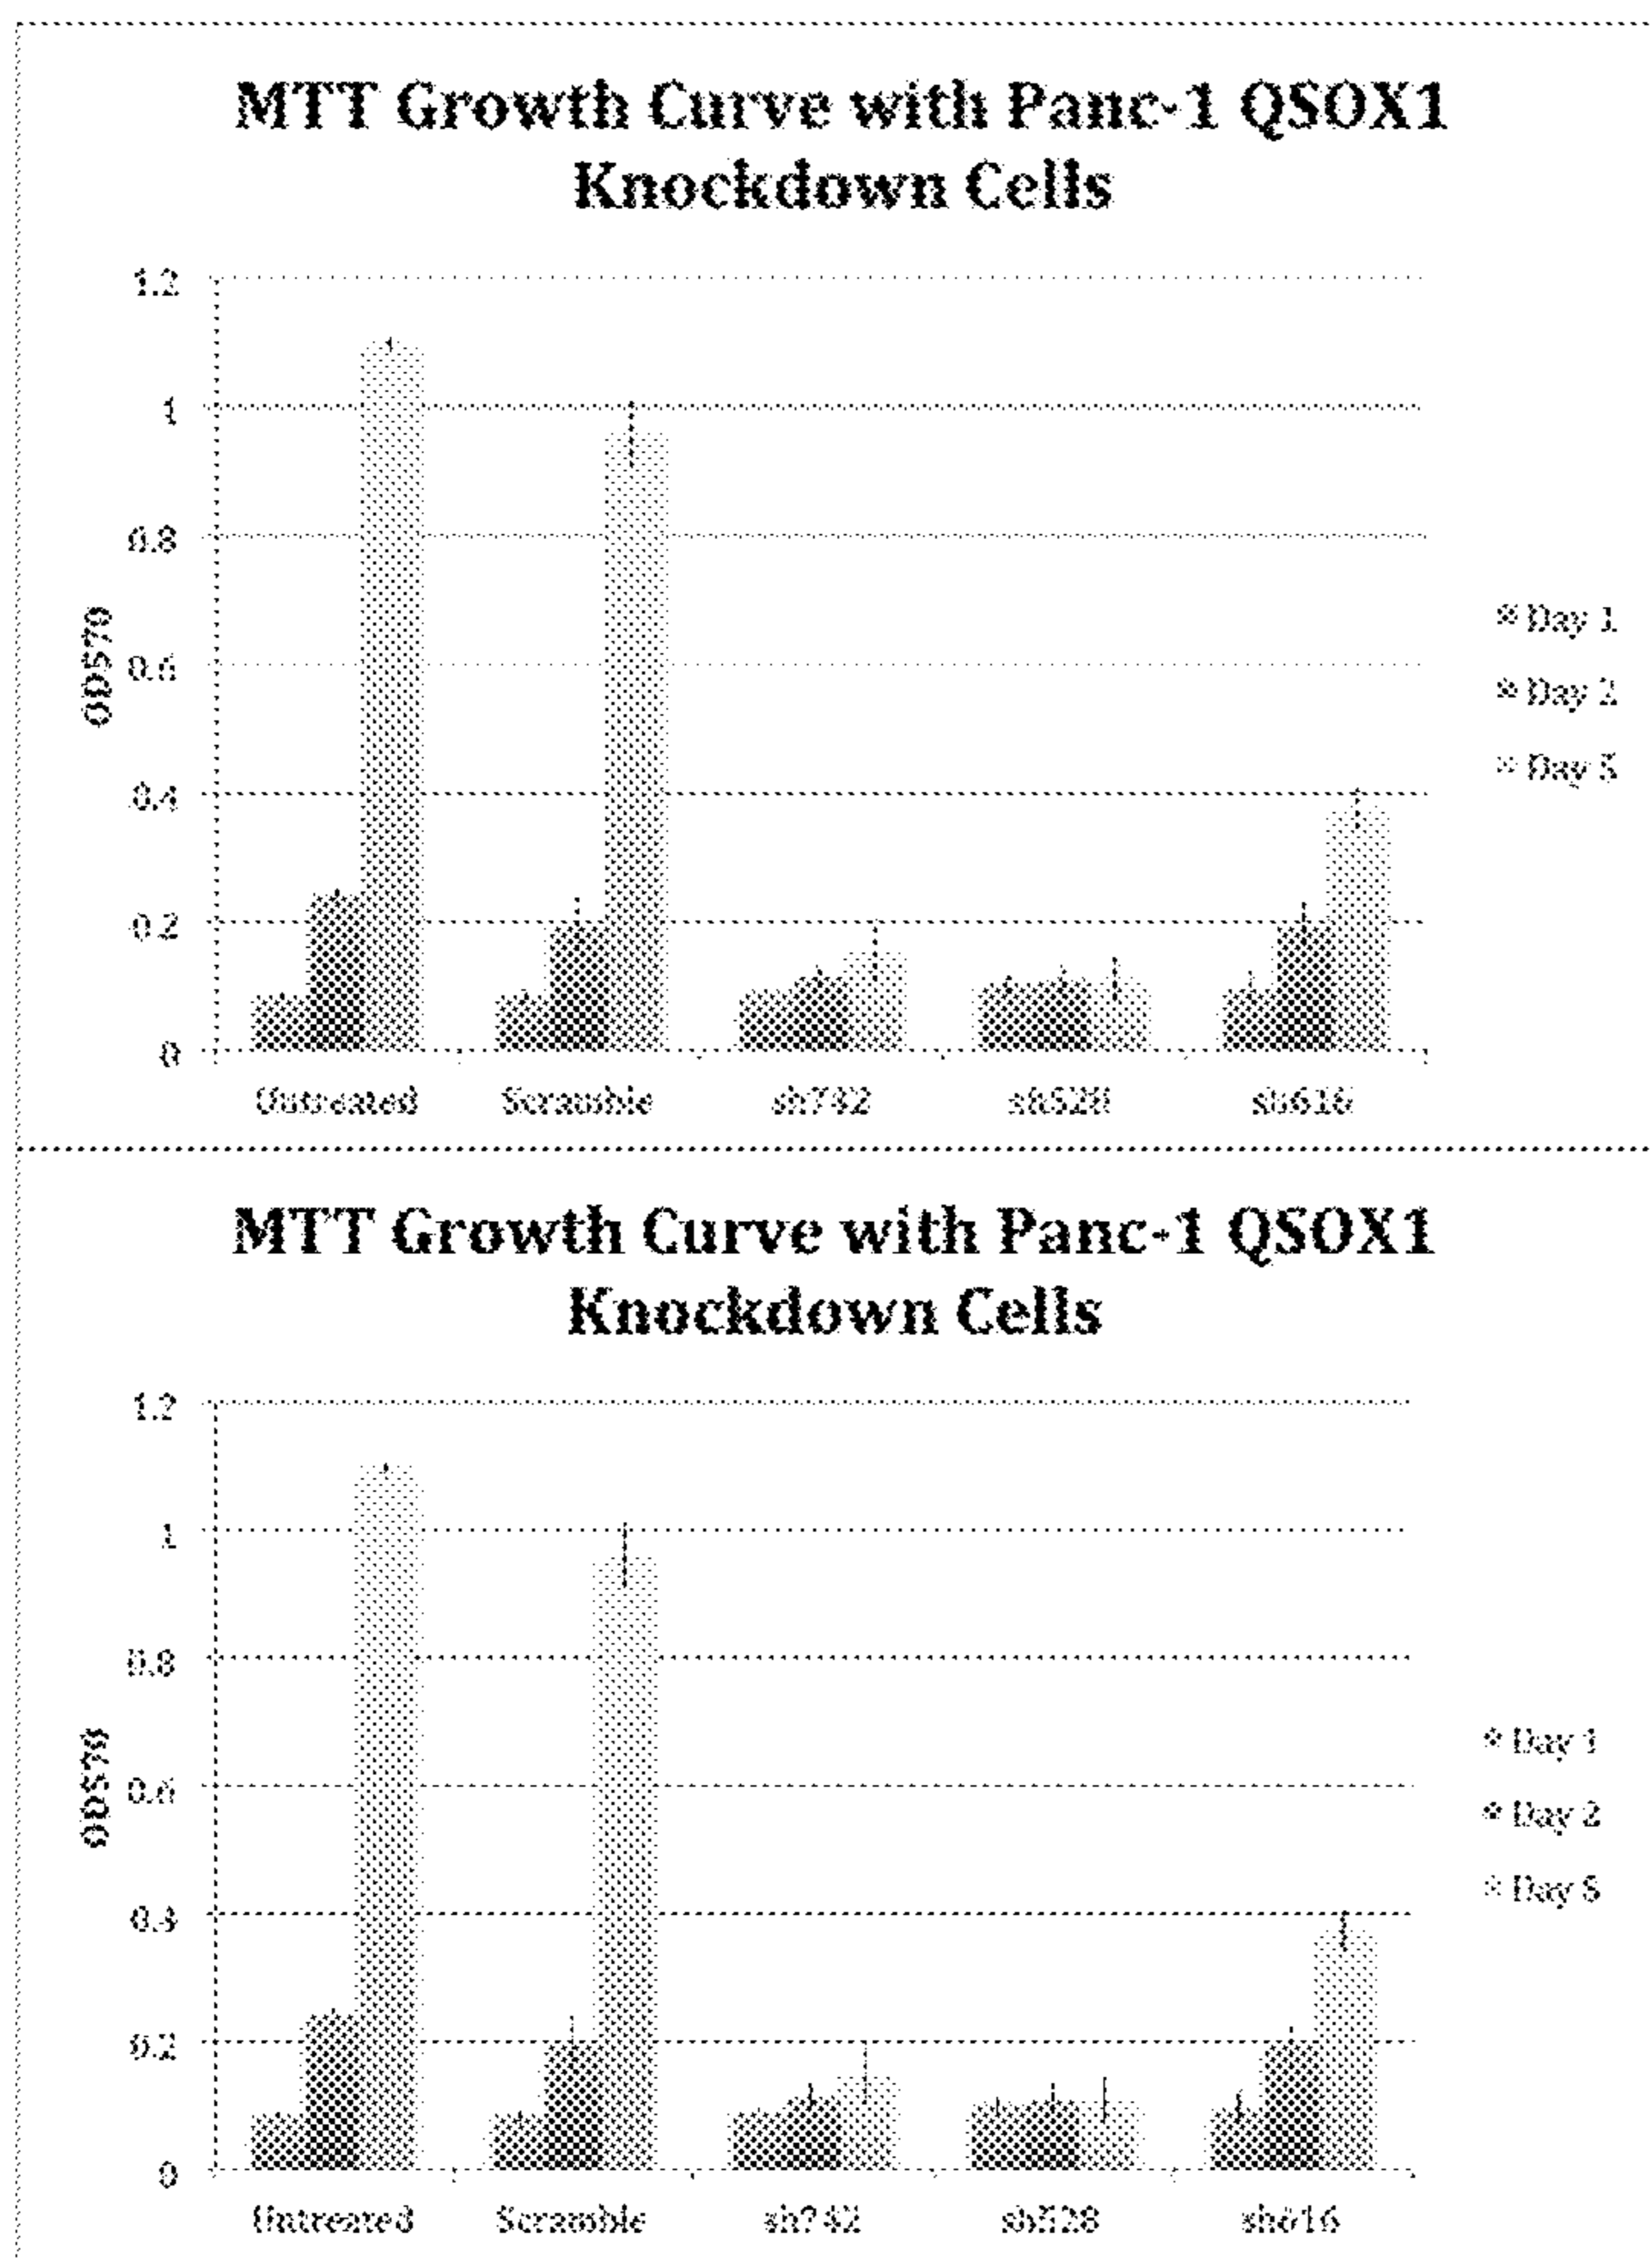 MTT Growth Curve with Panc-1 QSOX1
Knockdown Cells
1.2
1
0.8
0.6
0.4
0.2
0
OD570
Untreated Scramble sh742 sh528 sh616
Day 1
Day 2
Day 5
MTT Growth Curve with Panc-1 QSOX1
Knockdown Cells
1.2
1
0.8
0.6
0.4
0.2
0
OD570
Untreated Scramble sh742 sh528 sh616
Day 1
Day 2
Day 5